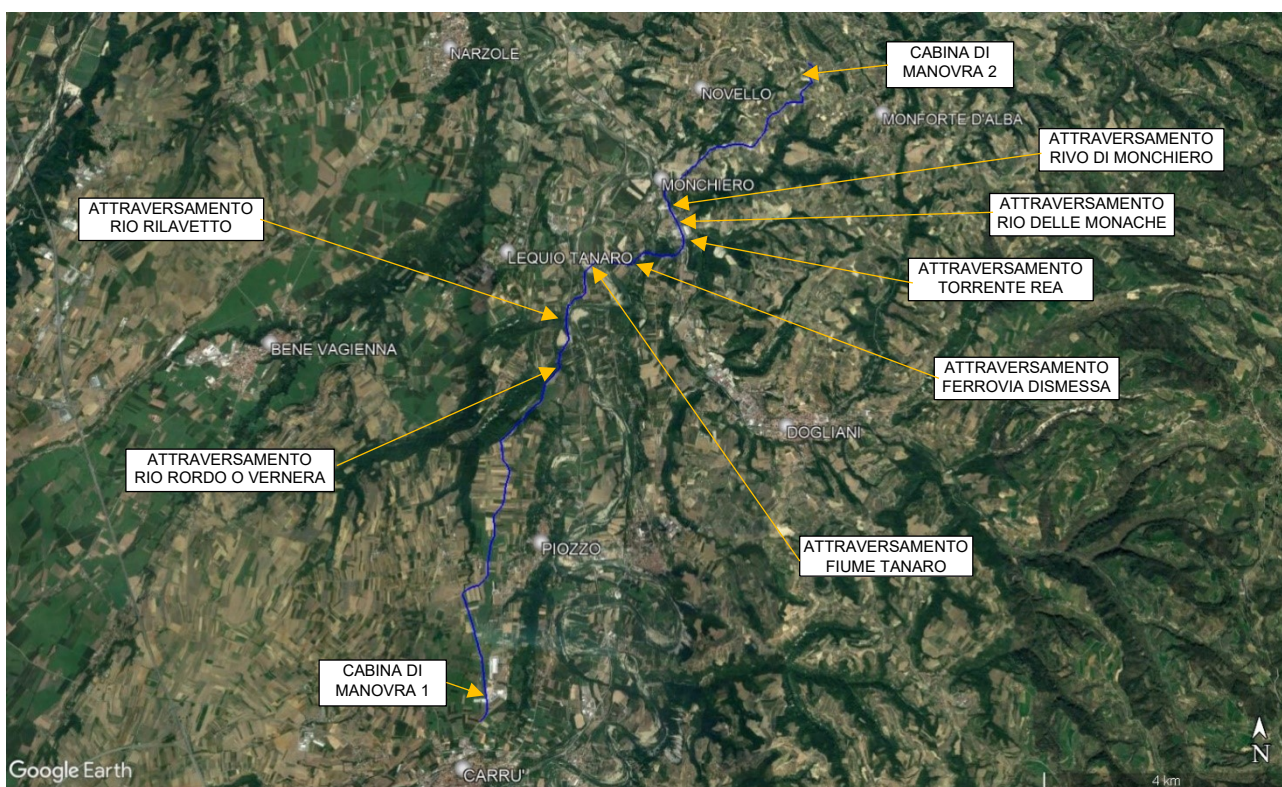 NARZOLE
CABINA DI
MANOVRA 2
NOVELLO
MONFORTE D'ALBA
ATTRAVERSAMENTO
RIVO DI MONCHIERO
MONCHIERO
ATTRAVERSAMENTO
RIO DELLE MONACHE
ATTRAVERSAMENTO
RIO RILAVETTO
LEQUIO TANARO
ATTRAVERSAMENTO
TORRENTE REA
BENE VAGIENNA
ATTRAVERSAMENTO
FERROVIA DISMESSA
DOGLIANI
ATTRAVERSAMENTO
RIO RORDO O VERNERA
PIOZZO
ATTRAVERSAMENTO
FIUME TANARO
CABINA DI
MANOVRA 1
CARRU'
Google Earth
N
4 km